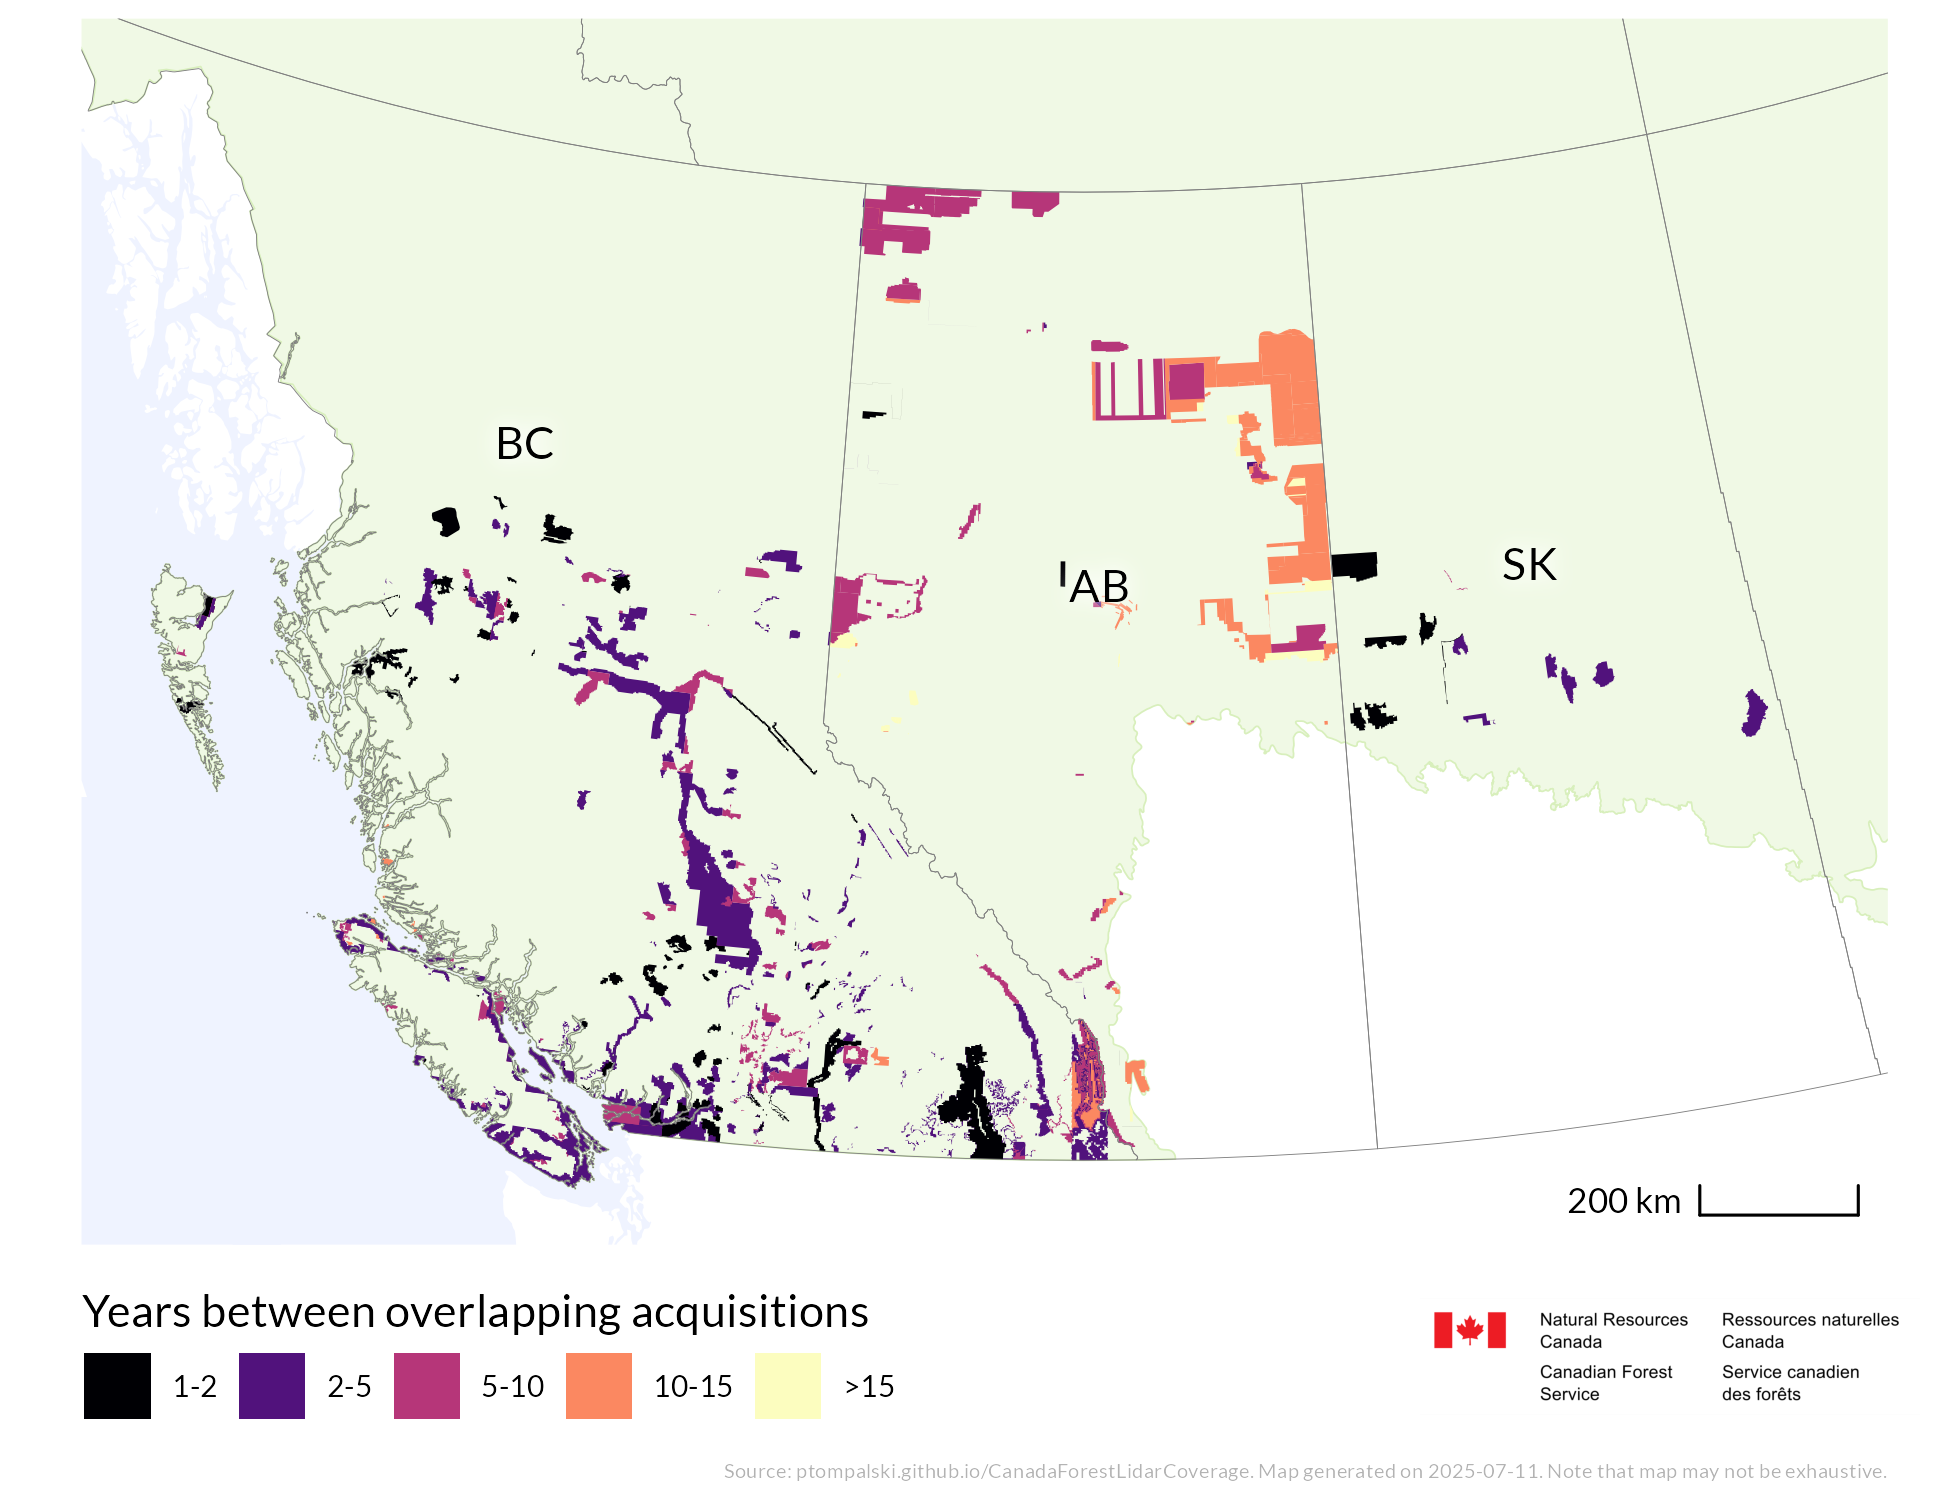 BC
AB
SK
200 km
Years between overlapping acquisitions
1-2
2-5
5-10
10-15
>15
Natural Resources
Canada
Ressources naturelles
Canada
Canadian Forest
Service
Service canadien
des forêts
Source: ptompalski.github.io/CanadaForestLidarCoverage. Map generated on 2025-07-11. Note that map may not be exhaustive.